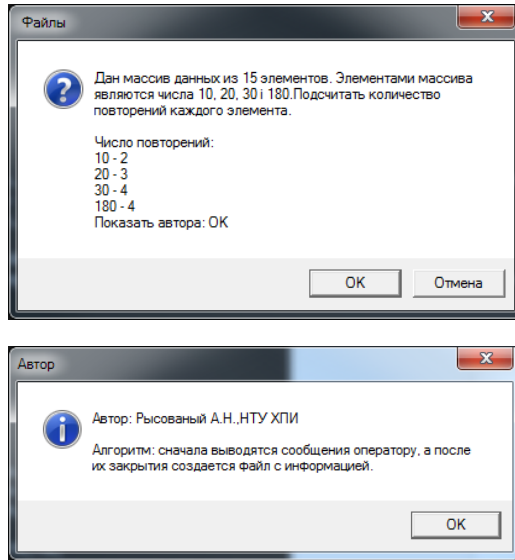 Файлы
Дан массив данных из 15 элементов. Элементами массива
являются числа 10, 20, 30 і 180.Подсчитать количество
повторений каждого элемента.
Число повторений:
10 - 2
20 - 3
30 - 4
180 - 4
Показать автора: OK
OK
Отмена
Автор
Автор: Рысованый А.Н.,НТУ ХПИ
Алгоритм: сначала выводятся сообщения оператору, а после
их закрытия создается файл с информацией.
OK